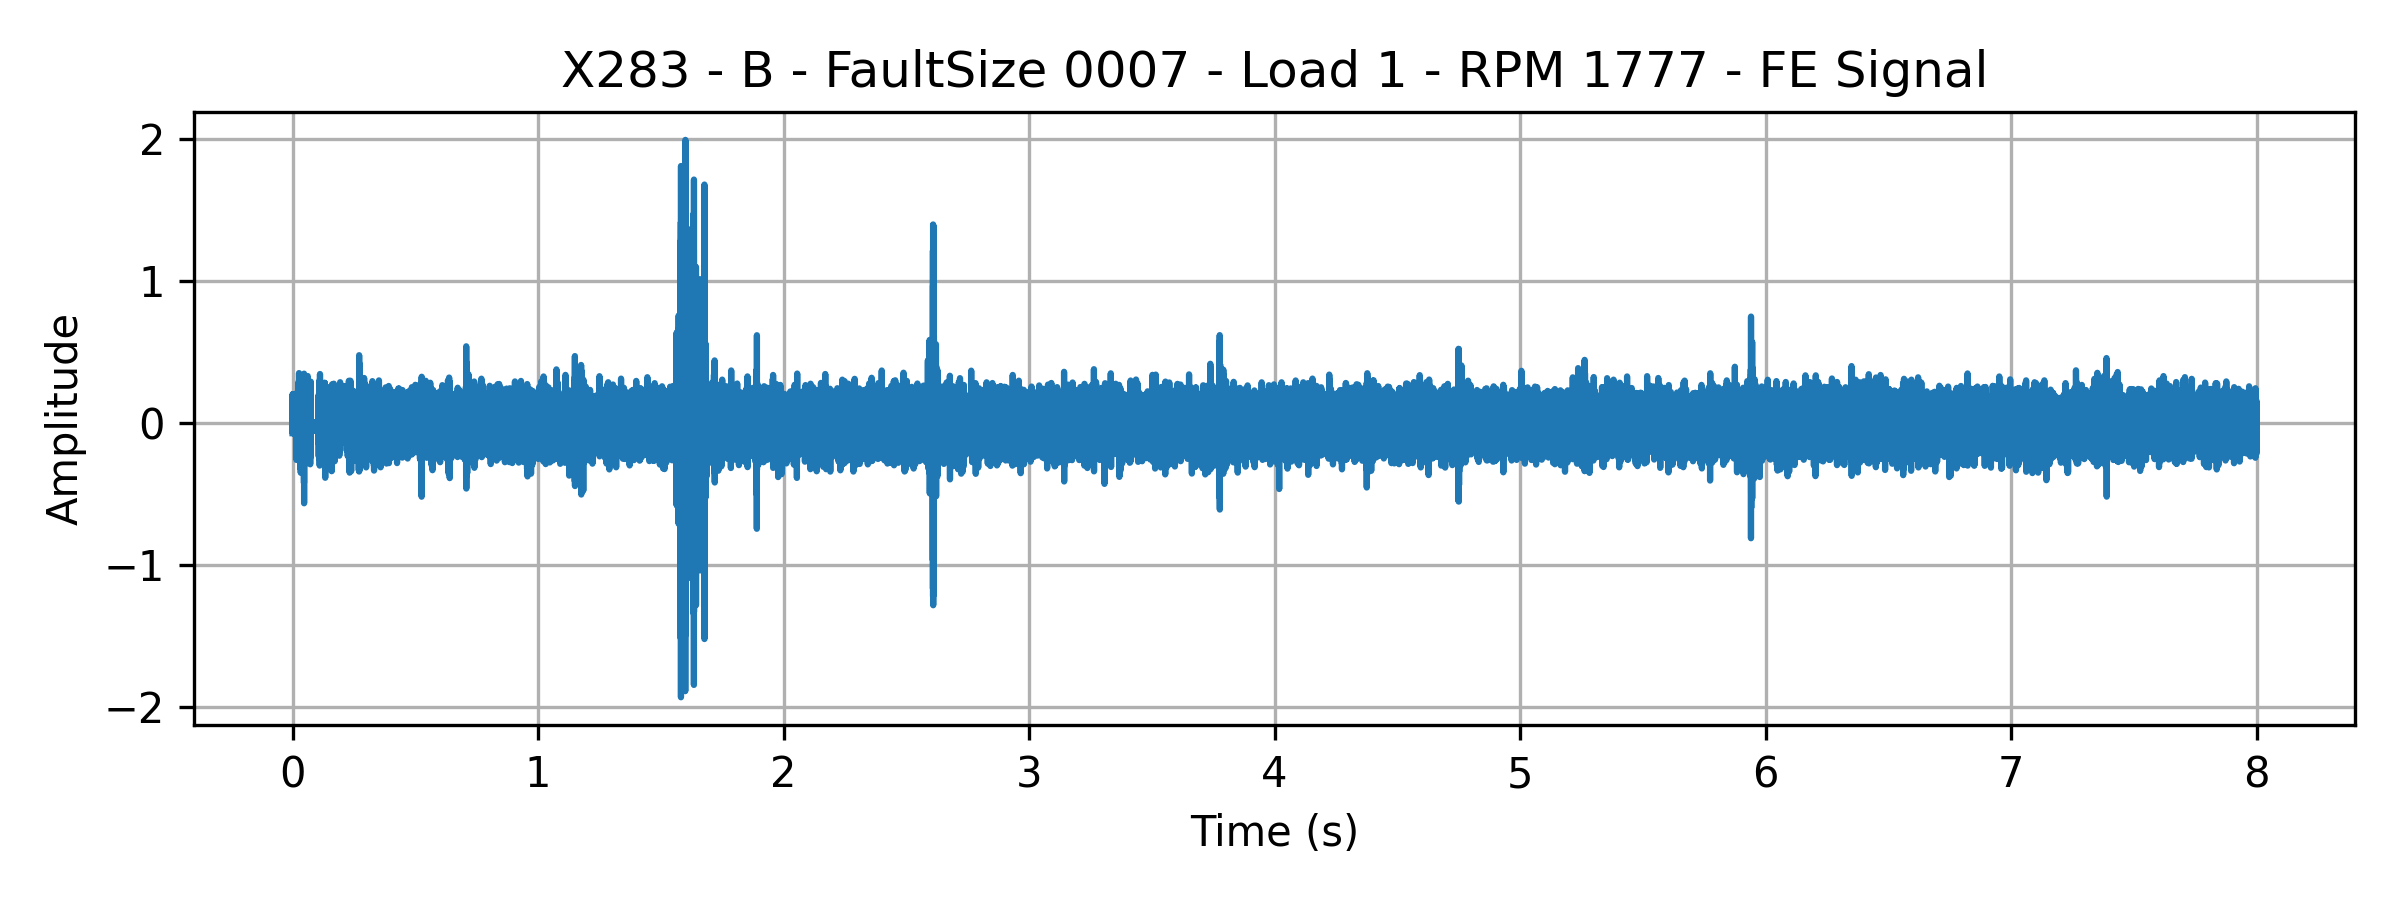 X283 - B - FaultSize 0007 - Load 1 - RPM 1777 - FE Signal
2
1
0
−1
−2
Amplitude
0 1 2 3 4 5 6 7 8
Time (s)